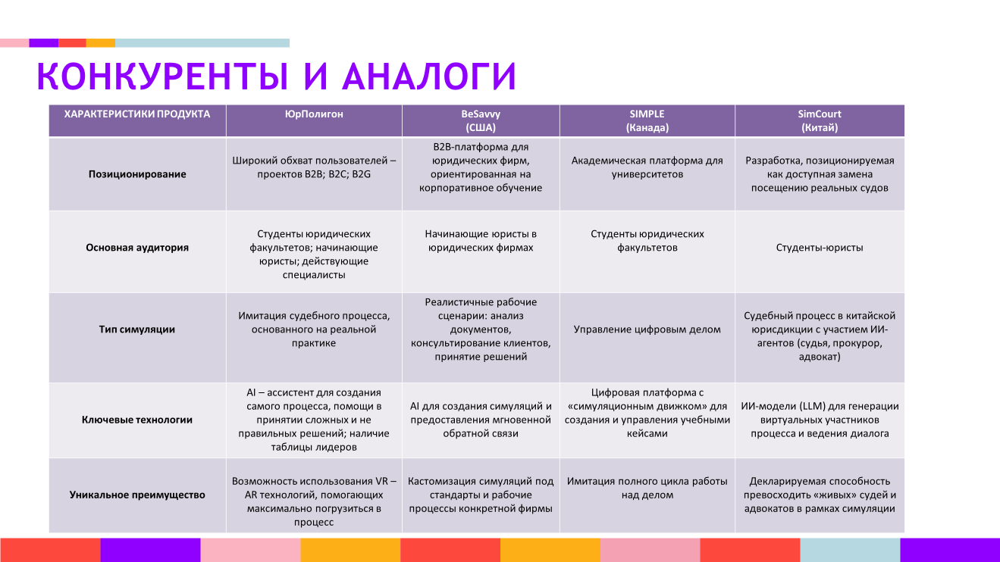 КОНКУРЕНТЫ И АНАЛОГИ
ХАРАКТЕРИСТИКИ ПРОДУКТА
ЮрПолигон
BeSavvy
(США)
SIMPLE
(Канада)
SimCourt
(Китай)
Позиционирование
Широкий обхват пользователей –
проектов B2B; B2C; B2G
B2B-платформа для
юридических фирм,
ориентированная на
корпоративное обучение
Академическая платформа для
университетов
Разработка, позиционируемая
как доступная замена
посещению реальных судов
Основная аудитория
Студенты юридических
факультетов; начинающие
юристы; действующие
специалисты
Начинающие юристы в
юридических фирмах
Студенты юридических
факультетов
Студенты-юристы
Тип симуляции
Имитация судебного процесса,
основанного на реальной
практике
Реалистичные рабочие
сценарии: анализ
документов,
консультирование клиентов,
принятие решений
Управление цифровым делом
Судебный процесс в китайской
юрисдикции с участием ИИ-
агентов (судья, прокурор,
адвокат)
Ключевые технологии
AI – ассистент для создания
самого процесса, помощи в
принятии сложных и не
правильных решений; наличие
таблицы лидеров
AI для создания симуляций и
предоставления мгновенной
обратной связи
Цифровая платформа с
«симуляционным движком» для
создания и управления учебными
кейсами
ИИ-модели (LLM) для генерации
виртуальных участников
процесса и ведения диалога
Уникальное преимущество
Возможность использования VR –
AR технологий, помогающих
максимально погрузиться в
процесс
Кастомизация симуляций под
стандарты и рабочие
процессы конкретной фирмы
Имитация полного цикла работы
над делом
Декларируемая способность
превосходить «живых» судей и
адвокатов в рамках симуляции